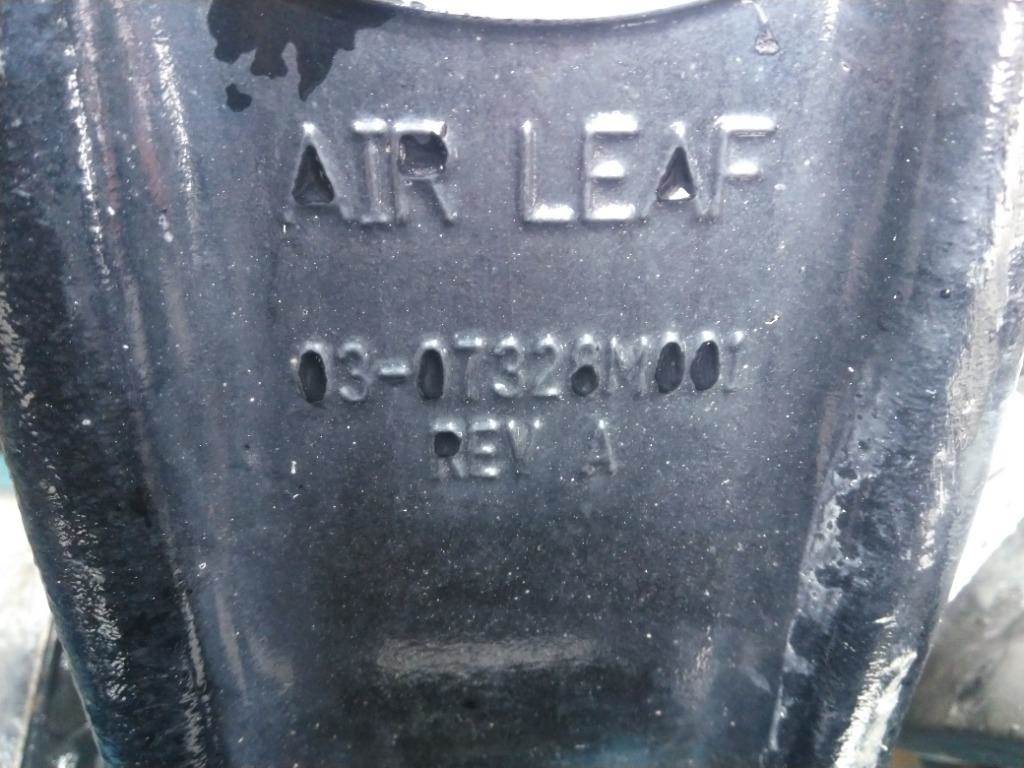 AIR LEAF
03-07328M001
REV A